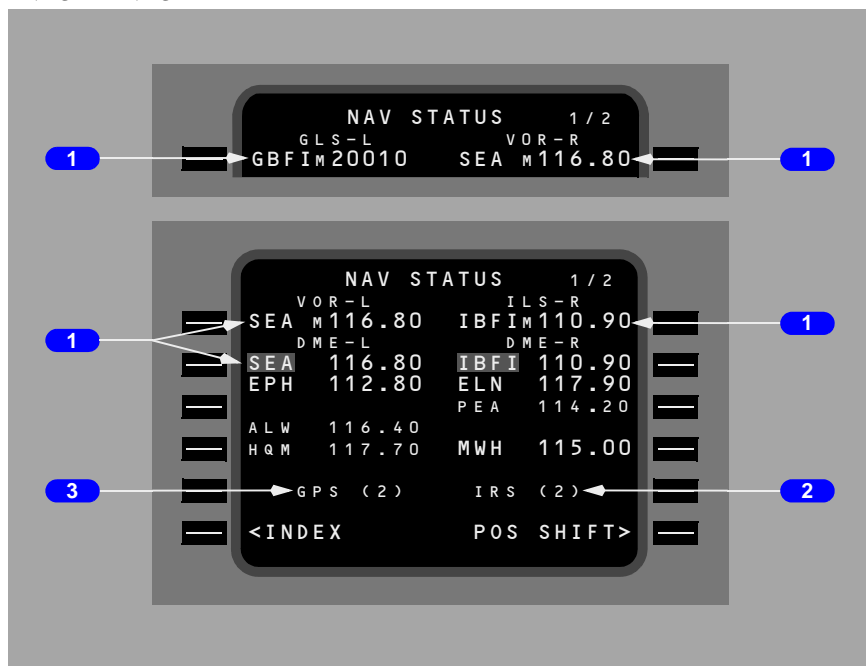 NAV STATUS 1/2
GLS-L VOR-R
1 GBFIM20010 SEA M116.80 1
NAV STATUS 1/2
VOR-L ILS-R
SEA M116.80 IBFIM110.90 1
1 DME-L DME-R
SEA 116.80 IBFI 110.90
EPH 112.80 ELN 117.90
PEA 114.20
ALW 116.40
HQM 117.70 MWH 115.00
3 GPS (2) IRS (2) 2
<INDEX POS SHIFT>